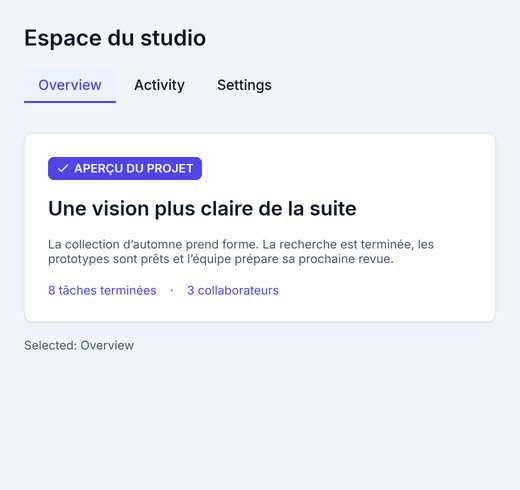 Espace du studio
Overview Activity Settings
APERÇU DU PROJET
Une vision plus claire de la suite
La collection d’automne prend forme. La recherche est terminée, les
prototypes sont prêts et l’équipe prépare sa prochaine revue.
8 tâches terminées · 3 collaborateurs
Selected: Overview